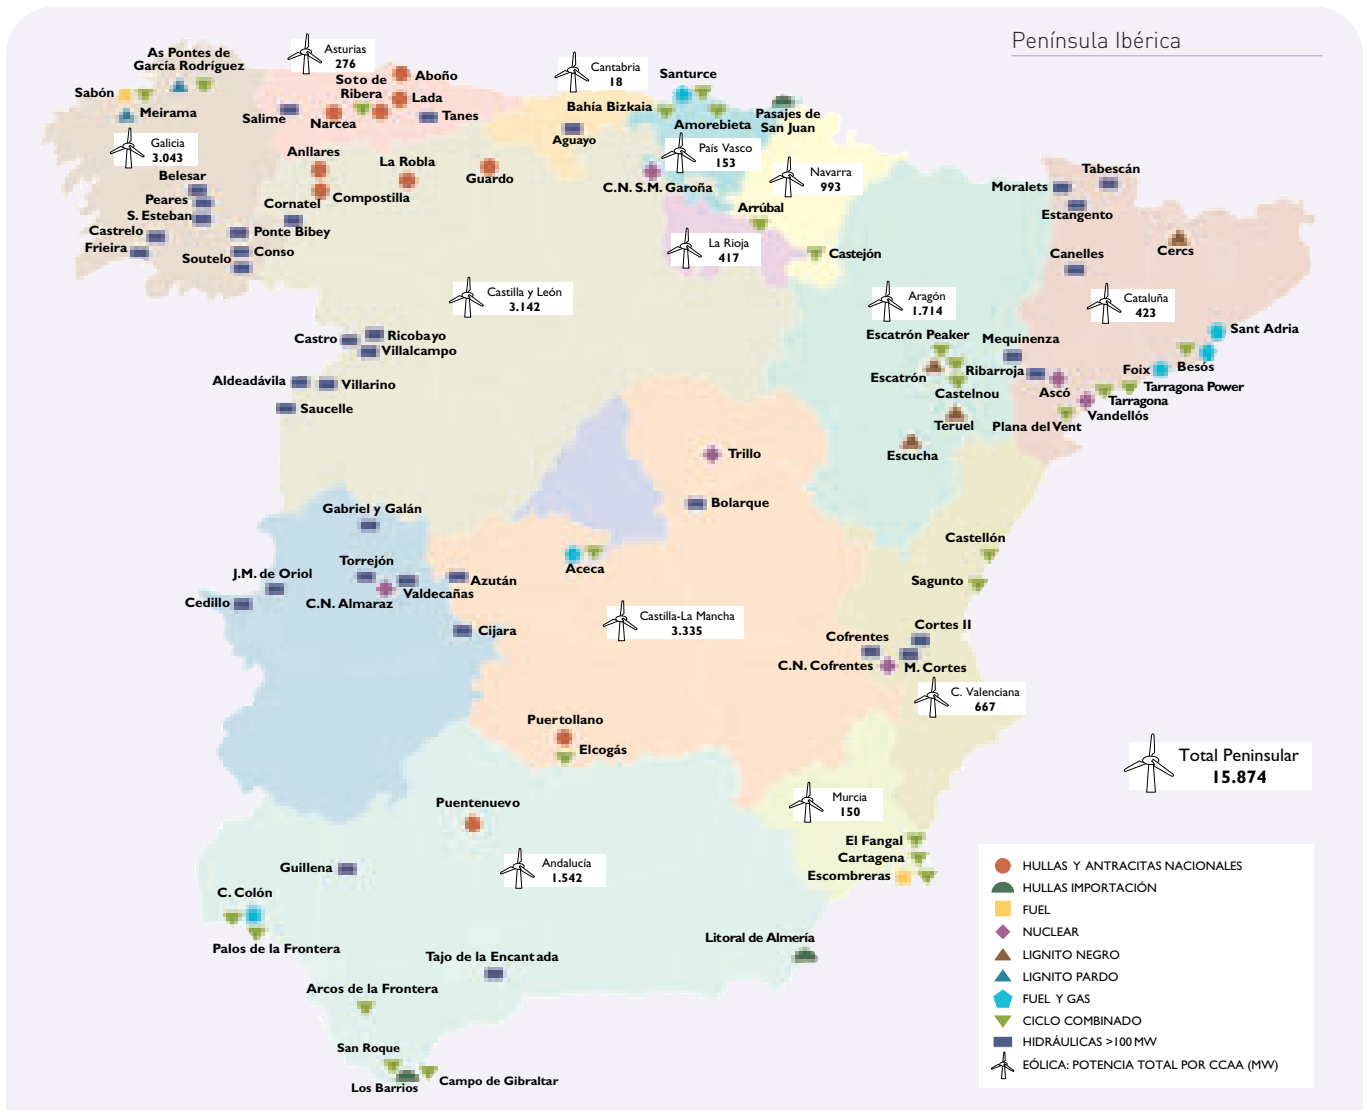 Península Ibérica
As Pontes de
García Rodríguez
Sabón
Meirama
Galicia
3.043
Asturias
276
Soto de
Ribera
Aboño
Lada
Salime
Narcea
Tanes
Cantabria
18
Santurce
Bahía Bizkaia
Amorebieta
Pasajes de
San Juan
Aguayo
País Vasco
153
C.N. S.M. Garoña
Navarra
993
Arrúbal
La Rioja
417
Castejón
Anllares
La Robla
Guardo
Compostilla
Cornatel
Belesar
Peares
S. Esteban
Castrelo
Frieira
Ponte Bibey
Conso
Soutelo
Castilla y León
3.142
Castro
Ricobayo
Villalcampo
Aldeadávila
Villarino
Saucelle
Aragón
1.714
Escatrón Peaker
Escatrón
Castelnou
Teruel
Escucha
Mequinenza
Ribarroja
Moralets
Tabescán
Estangento
Canelles
Cercs
Cataluña
423
Sant Adria
Besós
Foix
Tarragona Power
Tarragona
Ascó
Vandellós
Plana del Vent
Trillo
Bolarque
Gabriel y Galán
Torrejón
J.M. de Oriol
Cedillo
C.N. Almaraz
Valdecañas
Azután
Cijara
Aceca
Castilla-La Mancha
3.335
Castellón
Sagunto
Cortes II
Cofrentes
C.N. Cofrentes
M. Cortes
C. Valenciana
667
Puertollano
Elcogás
Total Peninsular
15.874
Murcia
150
El Fangal
Cartagena
Escombreras
Puentenuevo
Andalucía
1.542
Guillena
C. Colón
Palos de la Frontera
Tajo de la Encantada
Litoral de Almería
Arcos de la Frontera
San Roque
Los Barrios
Campo de Gibraltar
HULLAS Y ANTRACITAS NACIONALES
HULLAS IMPORTACIÓN
FUEL
NUCLEAR
LIGNITO NEGRO
LIGNITO PARDO
FUEL Y GAS
CICLO COMBINADO
HIDRÁULICAS >100 MW
EÓLICA: POTENCIA TOTAL POR CCAA (MW)